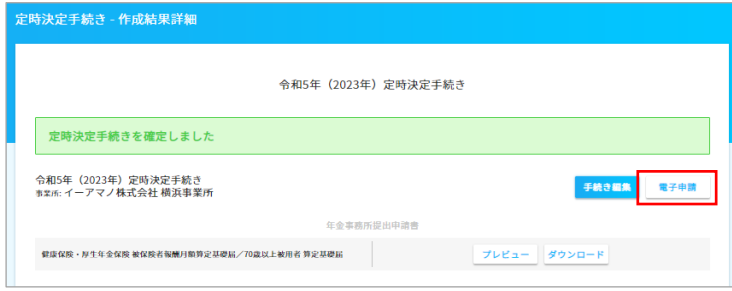 定時決定手続き - 作成結果詳細
令和5年（2023年）定時決定手続き
定時決定手続きを確定しました
令和5年（2023年）定時決定手続き
事業所: イーアマノ株式会社 横浜事業所
手続き編集
電子申請
年金事務所提出申請書
健康保険・厚生年金保険 被保険者報酬月額算定基礎届／70歳以上被用者 算定基礎届
プレビュー
ダウンロード